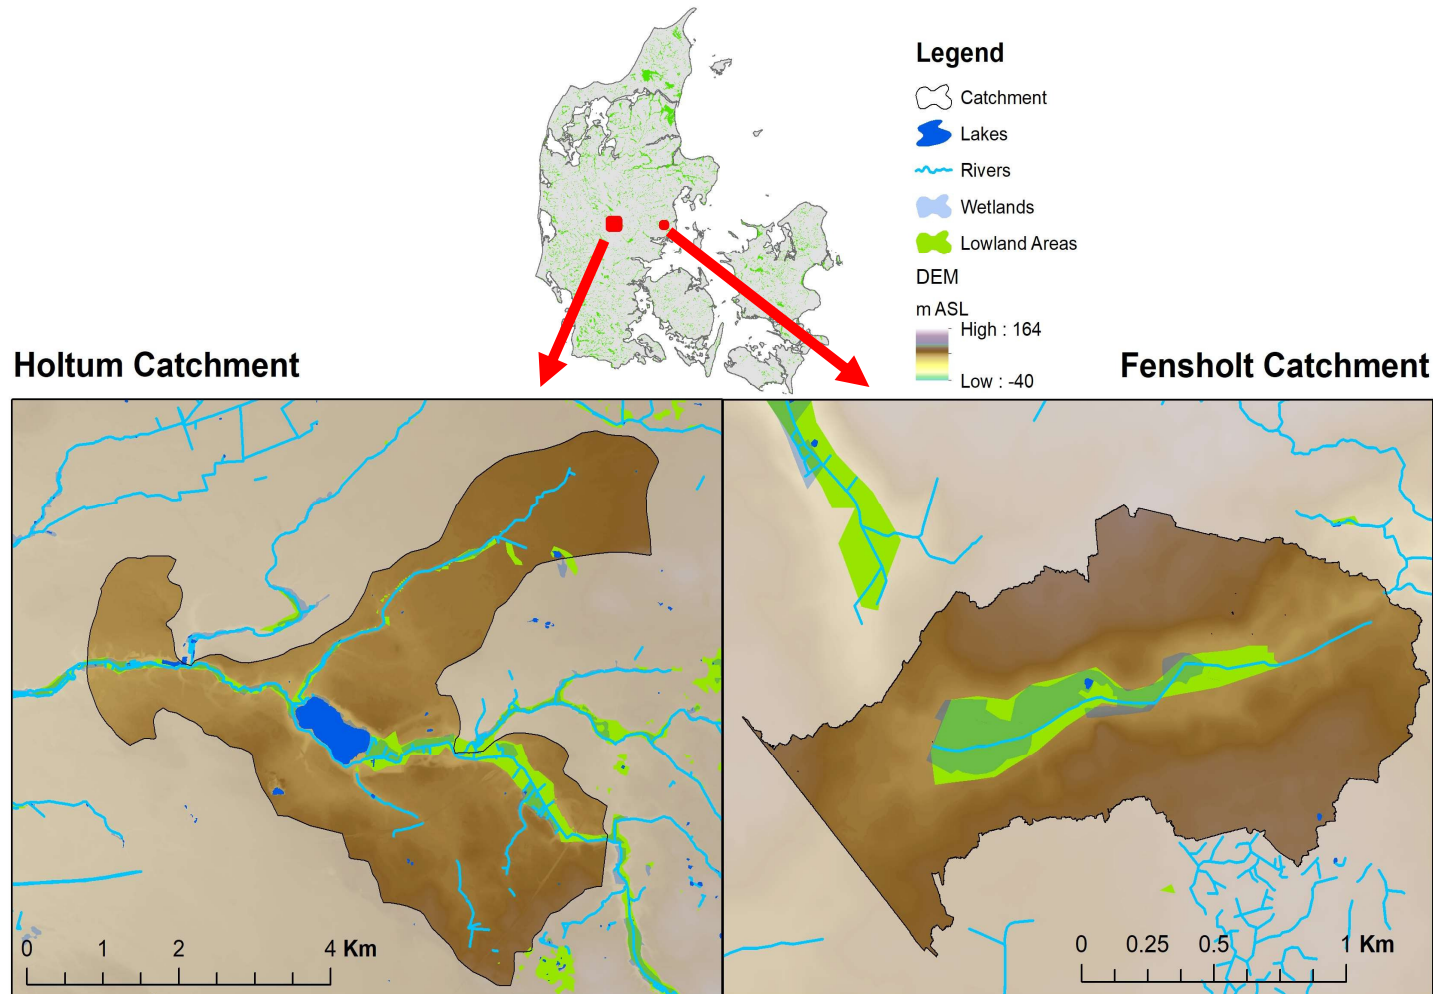 Legend
Catchment
Lakes
Rivers
Wetlands
Lowland Areas
DEM
m ASL
High : 164
Low : -40
Holtum Catchment
Fensholt Catchment
0 1 2 4 Km
0 0.25 0.5 1 Km